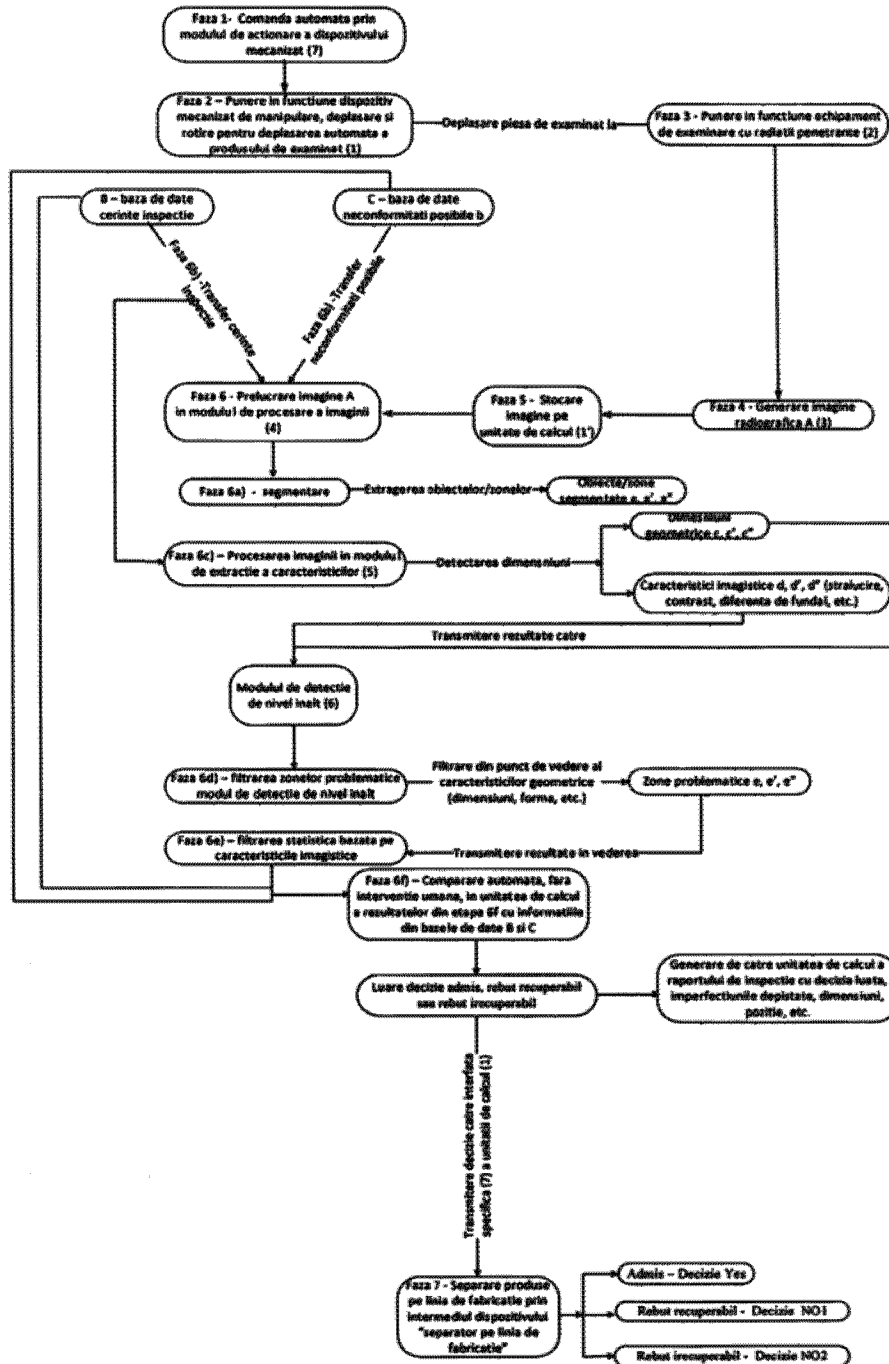 Faza 1- Comanda automata prin
modulul de actionare a dispozitivului
mecanizat (7)
Faza 2 – Punere in functiune dispozitiv
mecanizat de manipulare, deplasare si
rotire pentru deplasarea automata a
produsului de examinat (1)
Deplasare piesa de examinat la
Faza 3 - Punere in functiune echipament
de examinare cu radiatii penetrante (2)
B – baza de date
cerinte inspectie
C – baza de date
neconformitati posibile b
Faza 6b) -Transfer cerinte
inspectie
Faza 6b) -Transfer
neconformitati posibile
Faza 6 - Prelucrare imagine A
in modulul de procesare a imaginii
(4)
Faza 5 - Stocare
imagine pe
unitate de calcul (1')
Faza 4 - Generare imagine
radiografica A (3)
Faza 6a) - segmentare
Extragerea obiectelor/zonelor
Obiecte/zone
segmentate e, e', e"
Faza 6c) – Procesarea imaginii in modulul
de extractie a caracteristicilor (5)
Detectarea dimensniuni
Dimensiuni
geometrice c, c', c"
Caracteristici imagistice d, d', d" (stralucire,
contrast, diferenta de fundal, etc.)
Transmitere rezultate catre
Modulul de detectie
de nivel inalt (6)
Faza 6d) – filtrarea zonelor problematice
modul de detectie de nivel inalt
Filtrare din punct de vedere al
caracteristicilor geometrice
(dimensiuni, forma, etc.)
Zone problematice e, e', e"
Faza 6e) – filtrarea statistica bazata pe
caracteristicile imagistice
Transmitere rezultate in vederea
Faza 6f) – Comparare automata, fara
interventie umana, in unitatea de calcul
a rezultatelor din etapa 6f cu informatiile
din bazele de date B si C
Luare decizie admis, rebut recuperabil
sau rebut irecuperabil
Generare de catre unitatea de calcul a
raportului de inspectie cu decizia luata,
imperfectiunile depistate, dimensiuni,
pozitie, etc.
Transmitere decizie catre interfata
specifica (7) a unitatii de calcul (1)
Faza 7 - Separare produse
pe linia de fabricatie prin
intermediul dispozitivului
"separator pe linia de
fabricatie"
Admis – Decizie Yes
Rebut recuperabil - Decizie NO1
Rebut irecuperabil - Decizie NO2